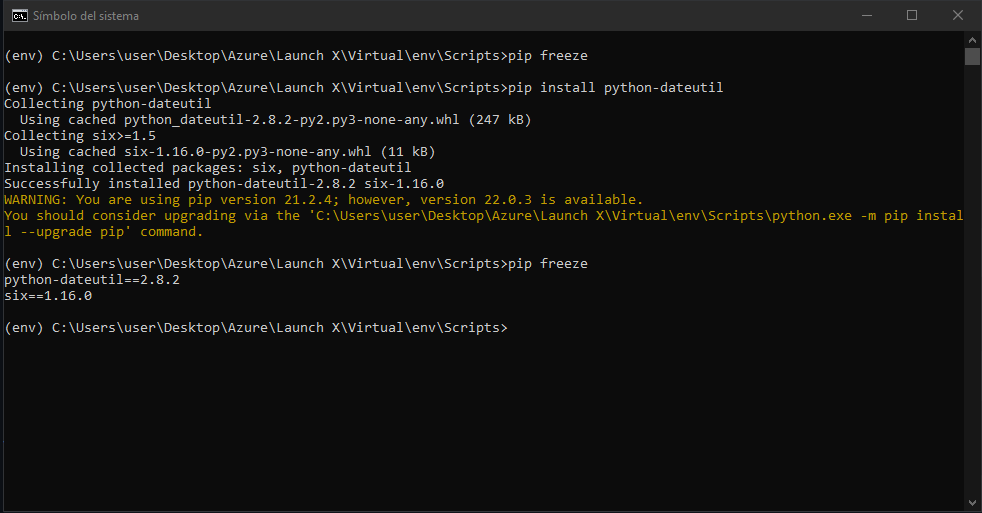 Símbolo del sistema
(env) C:\Users\user\Desktop\Azure\Launch X\Virtual\env\Scripts>pip freeze
(env) C:\Users\user\Desktop\Azure\Launch X\Virtual\env\Scripts>pip install python-dateutil
Collecting python-dateutil
  Using cached python_dateutil-2.8.2-py2.py3-none-any.whl (247 kB)
Collecting six>=1.5
  Using cached six-1.16.0-py2.py3-none-any.whl (11 kB)
Installing collected packages: six, python-dateutil
Successfully installed python-dateutil-2.8.2 six-1.16.0
WARNING: You are using pip version 21.2.4; however, version 22.0.3 is available.
You should consider upgrading via the 'C:\Users\user\Desktop\Azure\Launch X\Virtual\env\Scripts\python.exe -m pip instal
l --upgrade pip' command.
(env) C:\Users\user\Desktop\Azure\Launch X\Virtual\env\Scripts>pip freeze
python-dateutil==2.8.2
six==1.16.0
(env) C:\Users\user\Desktop\Azure\Launch X\Virtual\env\Scripts>